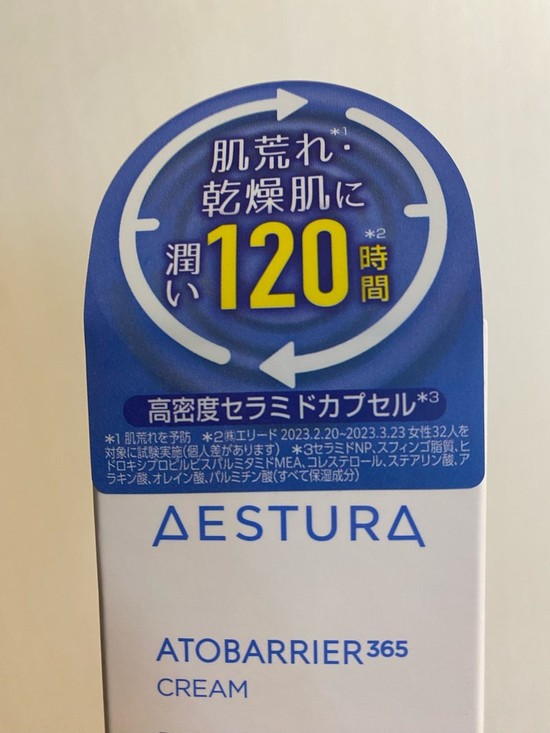 肌荒れ*1・
乾燥肌に
潤い120*2時間
高密度セラミドカプセル*3
*1 肌荒れを予防 *2㈱エリード 2023.2.20~2023.3.23 女性32人を
対象に試験実施(個人差があります) *3セラミドNP、スフィンゴ脂質、ヒ
ドロキシプロピルビスパルミタミドMEA、コレステロール、ステアリン酸、ア
ラキン酸、オレイン酸、パルミチン酸(すべて保湿成分)
AESTURA
ATOBARRIER365
CREAM